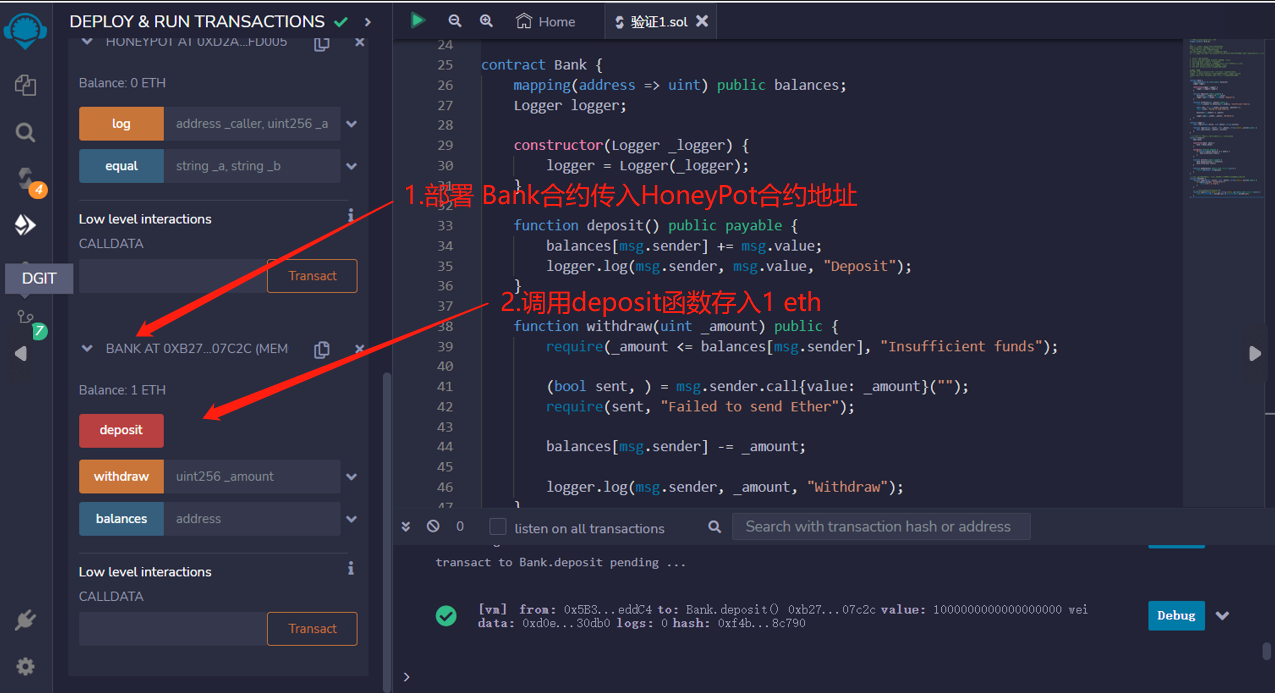 DEPLOY & RUN TRANSACTIONS
HONEYPOT AT 0XD2A...FD005
Balance: 0 ETH
log address _caller, uint256 _a
equal string _a, string _b
Low level interactions
CALLDATA
Transact
4
DGIT
7
BANK AT 0XB27...07C2C (MEM
Balance: 1 ETH
deposit
withdraw uint256 _amount
balances address
Low level interactions
CALLDATA
Transact
Home
验证1.sol
24
25 contract Bank {
26 mapping(address => uint) public balances;
27 Logger logger;
28
29 constructor(Logger _logger) {
30 logger = Logger(_logger);
31 }
1.部署 Bank合约传入HoneyPot合约地址
32
33 function deposit() public payable {
34 balances[msg.sender] += msg.value;
35 logger.log(msg.sender, msg.value, "Deposit");
36 }
2.调用deposit函数存入1 eth
37
38 function withdraw(uint _amount) public {
39 require(_amount <= balances[msg.sender], "Insufficient funds");
40
41 (bool sent, ) = msg.sender.call{value: _amount}("");
42 require(sent, "Failed to send Ether");
43
44 balances[msg.sender] -= _amount;
45
46 logger.log(msg.sender, _amount, "Withdraw");
47 }
0 listen on all transactions Search with transaction hash or address
transact to Bank.deposit pending ...
[vm] from: 0x5B3...eddC4 to: Bank.deposit() 0xb27...07c2c value: 1000000000000000000 wei
data: 0xd0e...30db0 logs: 0 hash: 0xf4b...8c790
Debug
>